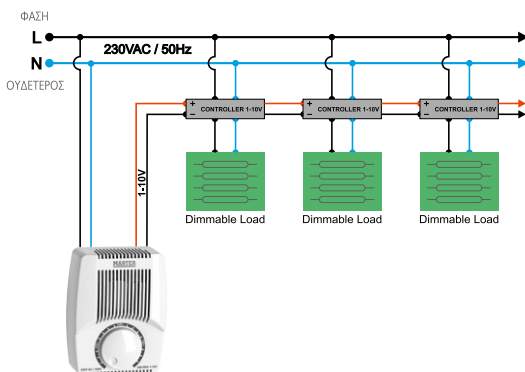 ΦΑΣΗ
L
230VAC / 50Hz
N
ΟΥΔΕΤΕΡΟΣ
+ CONTROLLER 1-10V −
+ CONTROLLER 1-10V −
+ CONTROLLER 1-10V −
1-10V
Dimmable Load
Dimmable Load
Dimmable Load
MASTER